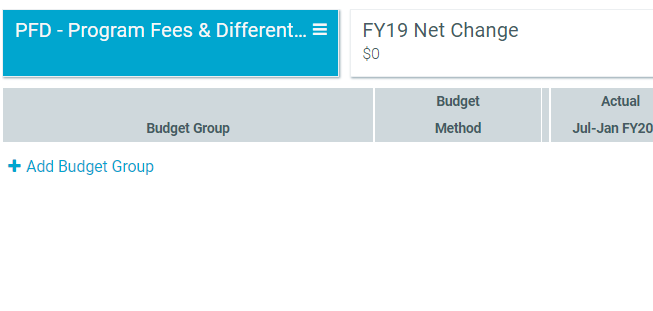 PFD - Program Fees & Different...
FY19 Net Change
$0
Budget Group
Budget
Method
Actual
Jul-Jan FY20
+ Add Budget Group